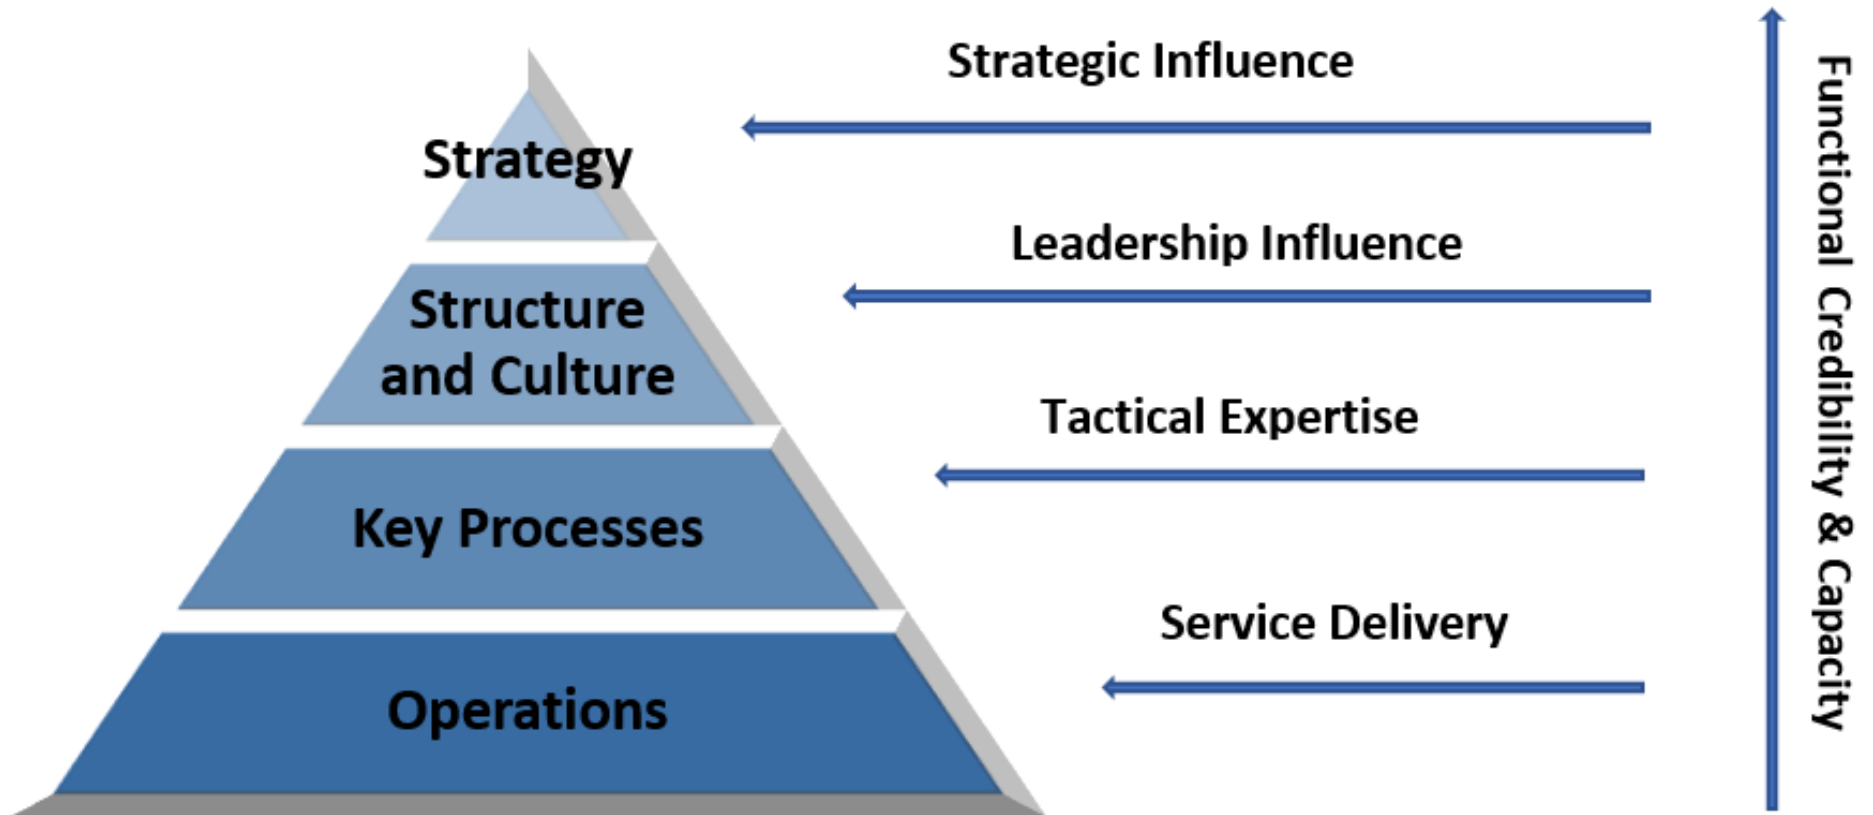 Strategy
Structure
and Culture
Key Processes
Operations
Strategic Influence
Leadership Influence
Tactical Expertise
Service Delivery
Functional Credibility & Capacity